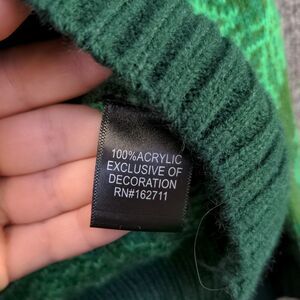 100%ACRYLIC
EXCLUSIVE OF
DECORATION
RN#162711